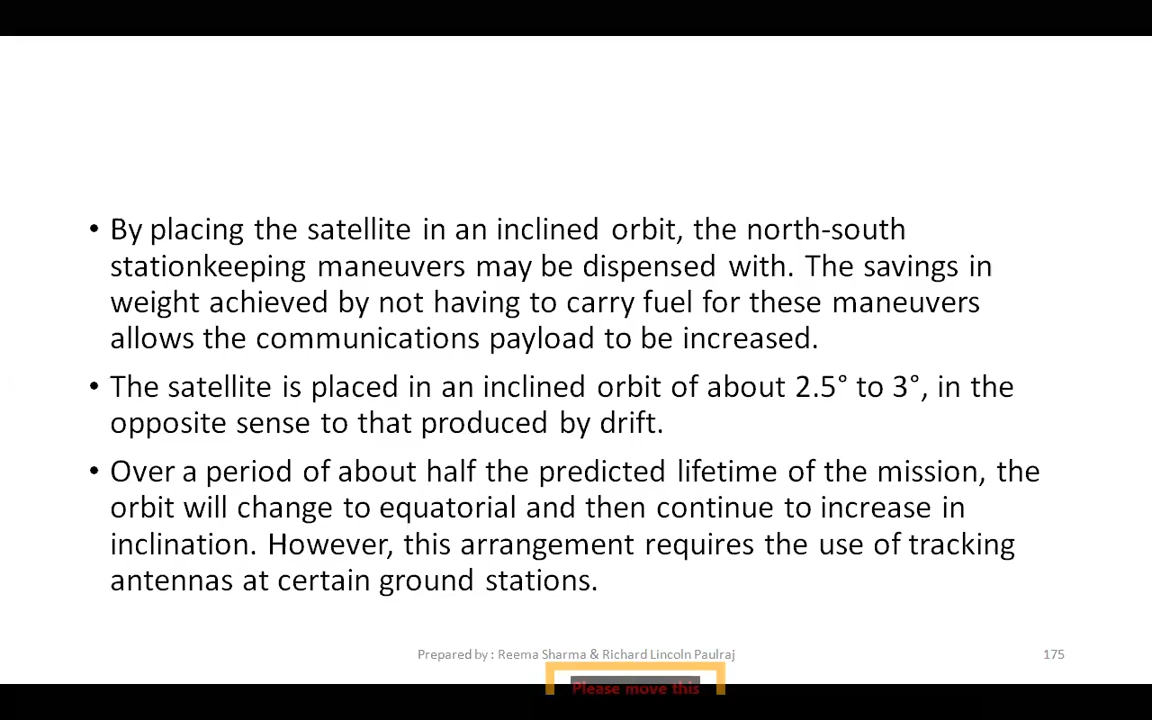 • By placing the satellite in an inclined orbit, the north-south
stationkeeping maneuvers may be dispensed with. The savings in
weight achieved by not having to carry fuel for these maneuvers
allows the communications payload to be increased.
• The satellite is placed in an inclined orbit of about 2.5° to 3°, in the
opposite sense to that produced by drift.
• Over a period of about half the predicted lifetime of the mission, the
orbit will change to equatorial and then continue to increase in
inclination. However, this arrangement requires the use of tracking
antennas at certain ground stations.
Prepared by : Reema Sharma & Richard Lincoln Paulraj
175
Please move this